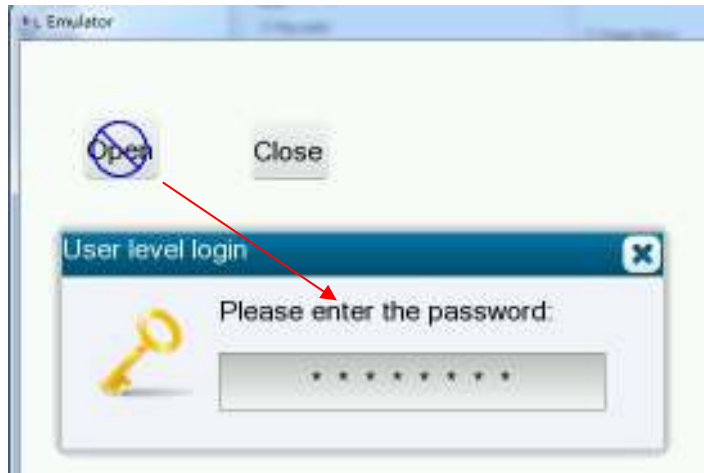 Emulator
Open
Close
User level login
Please enter the password:
* * * * * * * *